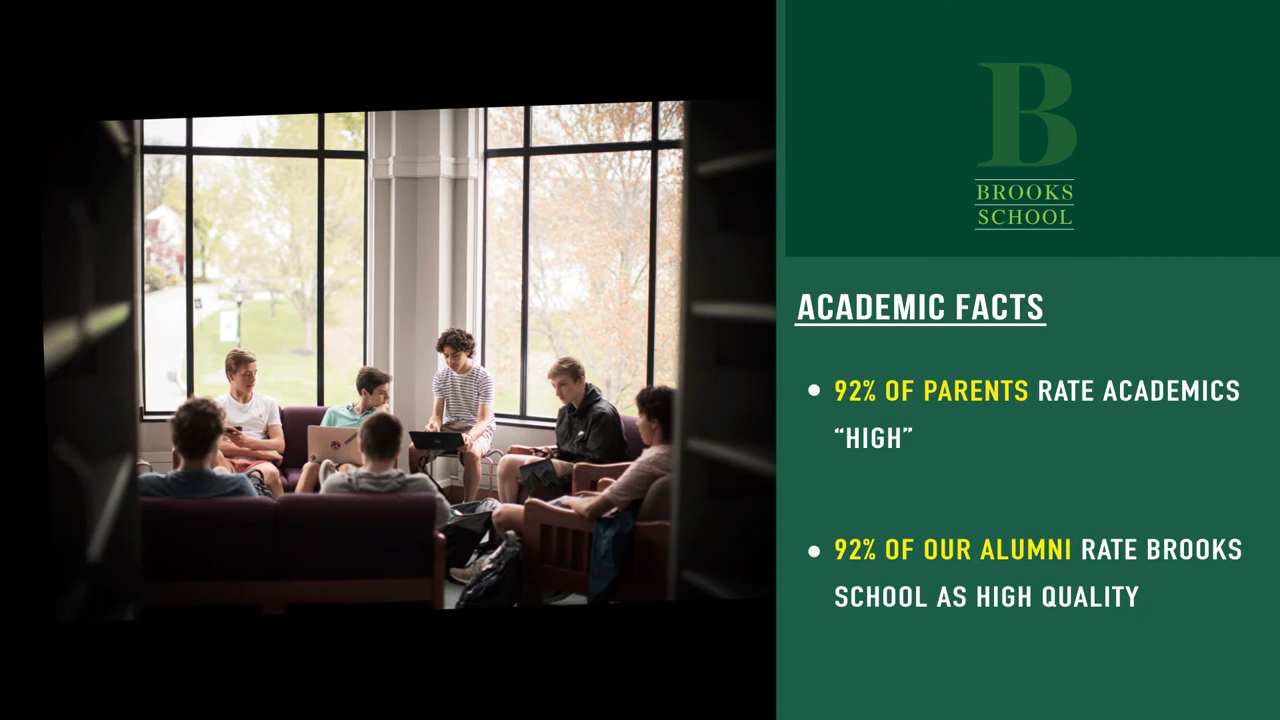 B
BROOKS
SCHOOL
ACADEMIC FACTS
• 92% OF PARENTS RATE ACADEMICS
“HIGH”
• 92% OF OUR ALUMNI RATE BROOKS
SCHOOL AS HIGH QUALITY